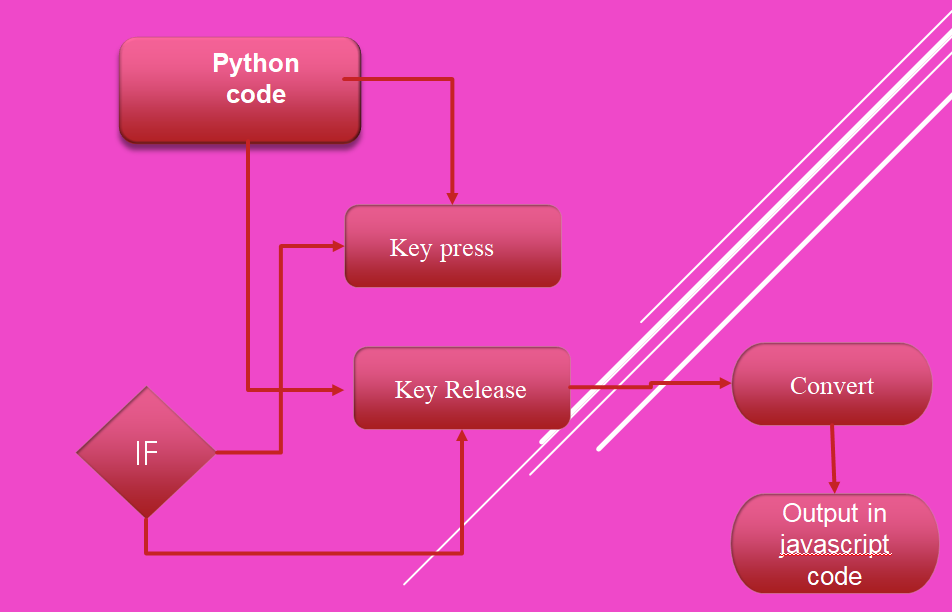 Python
code
Key press
Key Release
IF
Convert
Output in
javascript
code